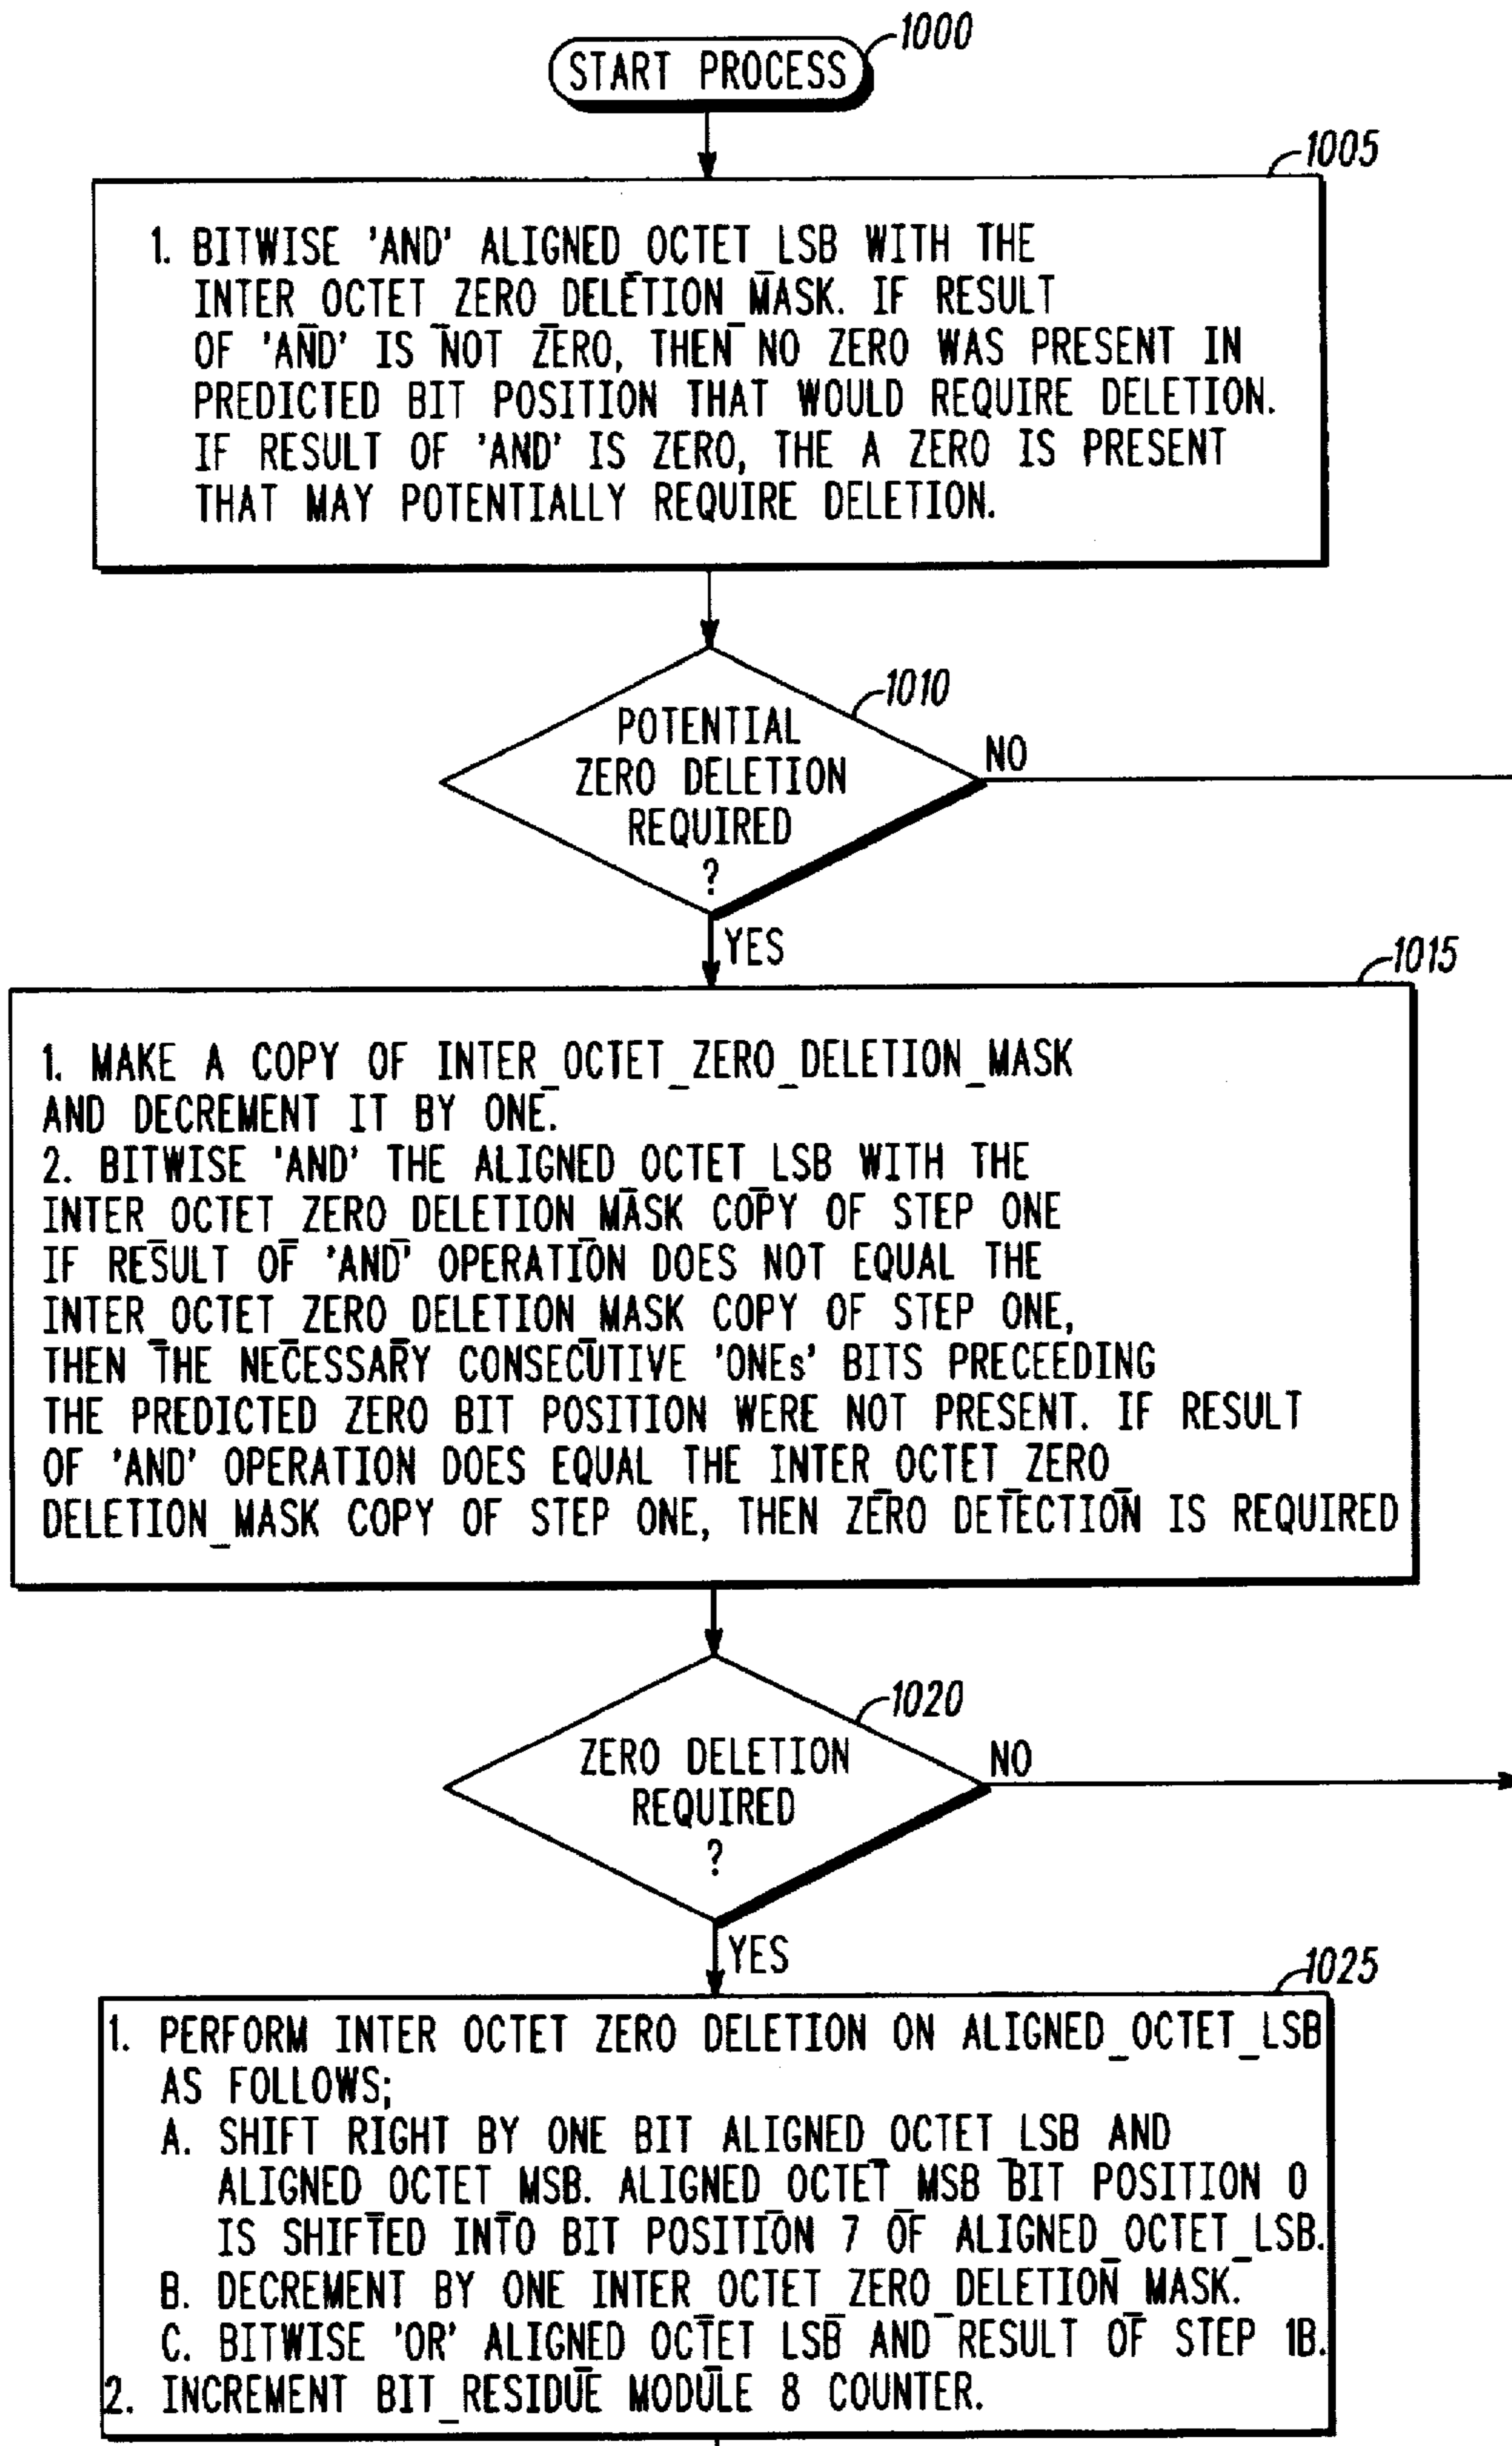 START PROCESS
1000
1005
1. BITWISE 'AND' ALIGNED_OCTET_LSB WITH THE
INTER_OCTET_ZERO_DELETION_MASK. IF RESULT
OF 'AND' IS NOT ZERO, THEN NO ZERO WAS PRESENT IN
PREDICTED BIT POSITION THAT WOULD REQUIRE DELETION.
IF RESULT OF 'AND' IS ZERO, THE A ZERO IS PRESENT
THAT MAY POTENTIALLY REQUIRE DELETION.
1010
POTENTIAL
ZERO DELETION
REQUIRED
?
NO
YES
1015
1. MAKE A COPY OF INTER_OCTET_ZERO_DELETION_MASK
AND DECREMENT IT BY ONE.
2. BITWISE 'AND' THE ALIGNED_OCTET_LSB WITH THE
INTER_OCTET_ZERO_DELETION_MASK COPY OF STEP ONE
IF RESULT OF 'AND' OPERATION DOES NOT EQUAL THE
INTER_OCTET_ZERO_DELETION_MASK COPY OF STEP ONE,
THEN THE NECESSARY CONSECUTIVE 'ONEs' BITS PRECEEDING
THE PREDICTED ZERO BIT POSITION WERE NOT PRESENT. IF RESULT
OF 'AND' OPERATION DOES EQUAL THE INTER_OCTET_ZERO_
DELETION_MASK COPY OF STEP ONE, THEN ZERO DETECTION IS REQUIRED
1020
ZERO DELETION
REQUIRED
?
NO
YES
1025
1. PERFORM INTER OCTET ZERO DELETION ON ALIGNED_OCTET_LSB
AS FOLLOWS;
A. SHIFT RIGHT BY ONE BIT ALIGNED_OCTET_LSB AND
ALIGNED_OCTET_MSB. ALIGNED_OCTET_MSB BIT POSITION 0
IS SHIFTED INTO BIT POSITION 7 OF ALIGNED_OCTET_LSB.
B. DECREMENT BY ONE INTER_OCTET_ZERO_DELETION_MASK.
C. BITWISE 'OR' ALIGNED_OCTET_LSB AND RESULT OF STEP 1B.
2. INCREMENT BIT_RESIDUE MODULE 8 COUNTER.